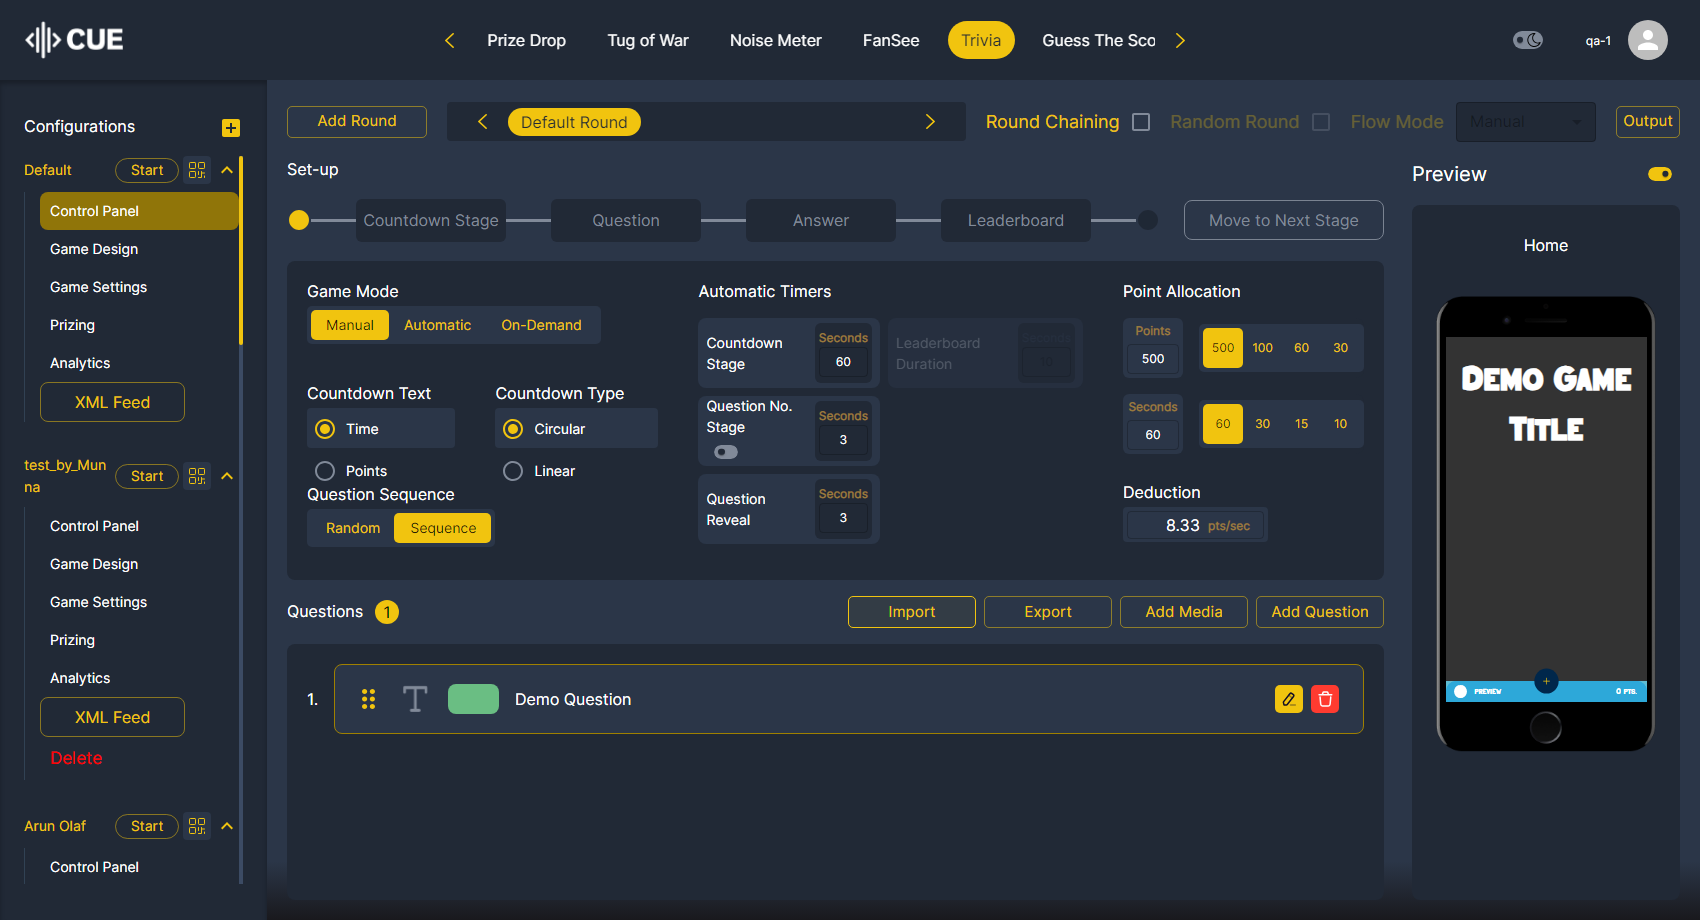 CUE
Prize Drop
Tug of War
Noise Meter
FanSee
Trivia
Guess The Sco
qa-1
Configurations
Default
Start
Control Panel
Game Design
Game Settings
Prizing
Analytics
XML Feed
test_by_Mun
na
Start
Control Panel
Game Design
Game Settings
Prizing
Analytics
XML Feed
Delete
Arun Olaf
Start
Control Panel
Add Round
Default Round
Round Chaining
Random Round
Flow Mode
Manual
Output
Set-up
Countdown Stage
Question
Answer
Leaderboard
Move to Next Stage
Game Mode
Manual
Automatic
On-Demand
Countdown Text
Time
Points
Countdown Type
Circular
Linear
Question Sequence
Random
Sequence
Automatic Timers
Countdown
Stage
Seconds
60
Leaderboard
Duration
Seconds
10
Question No.
Stage
Seconds
3
Question
Reveal
Seconds
3
Point Allocation
Points
500
500
100
60
30
Seconds
60
60
30
15
10
Deduction
8.33 pts/sec
Questions 1
Import
Export
Add Media
Add Question
1.
T
Demo Question
Preview
Home
Demo Game
Title
PREVIEW
0 PTS.